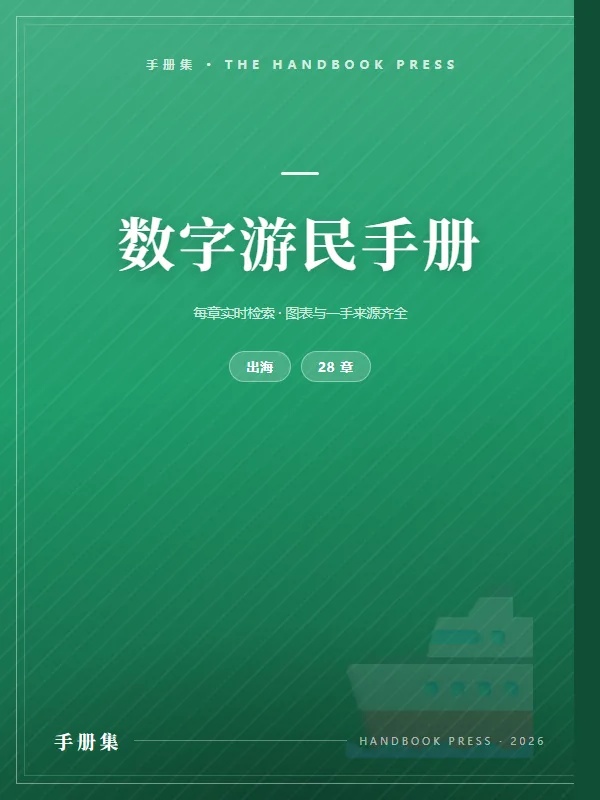 手册集 • THE HANDBOOK PRESS
数字游民手册
每章实时检索 · 图表与一手来源齐全
出海
28 章
手册集
HANDBOOK PRESS · 2026